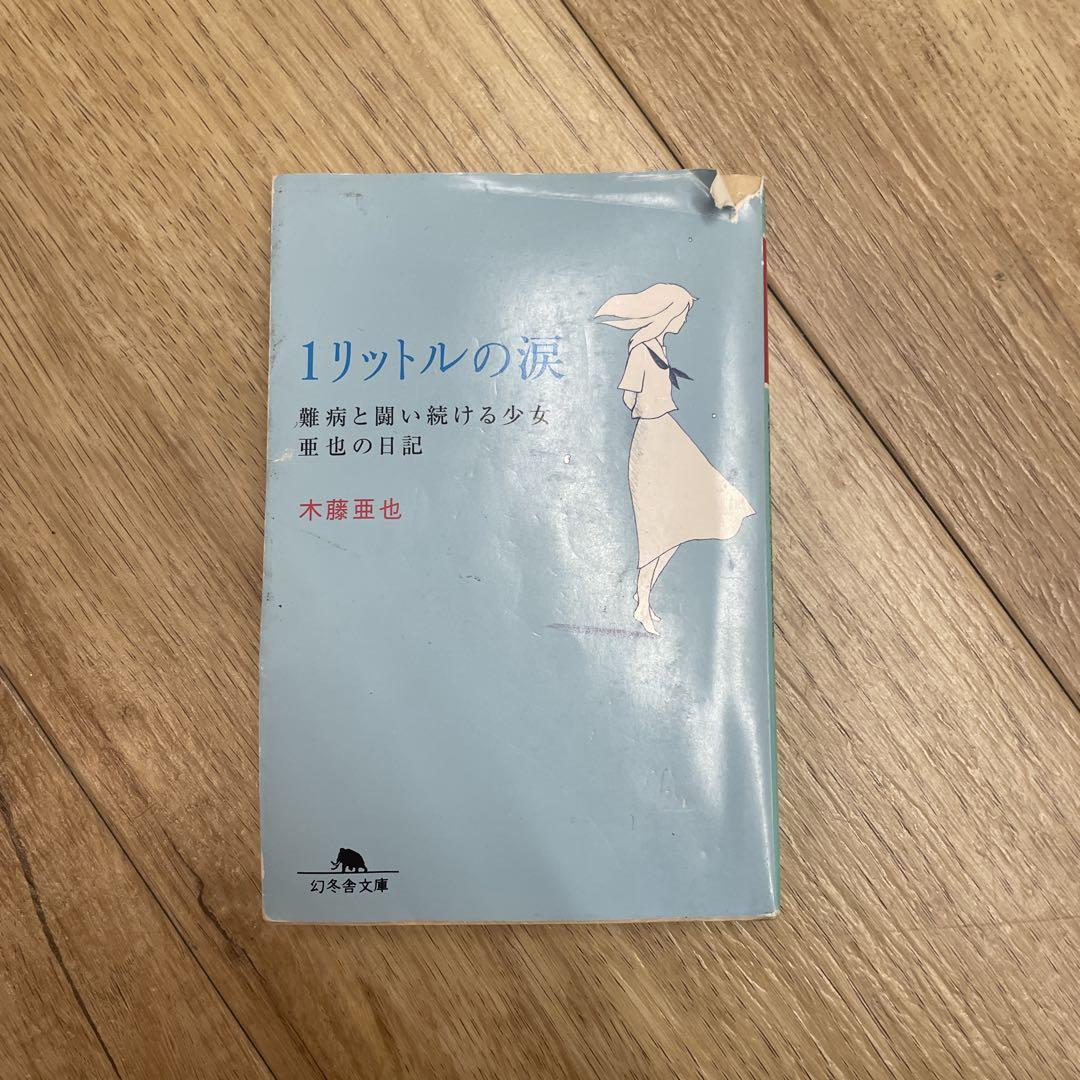 1リットルの涙
難病と闘い続ける少女
亜也の日記
木藤亜也
幻冬舎文庫